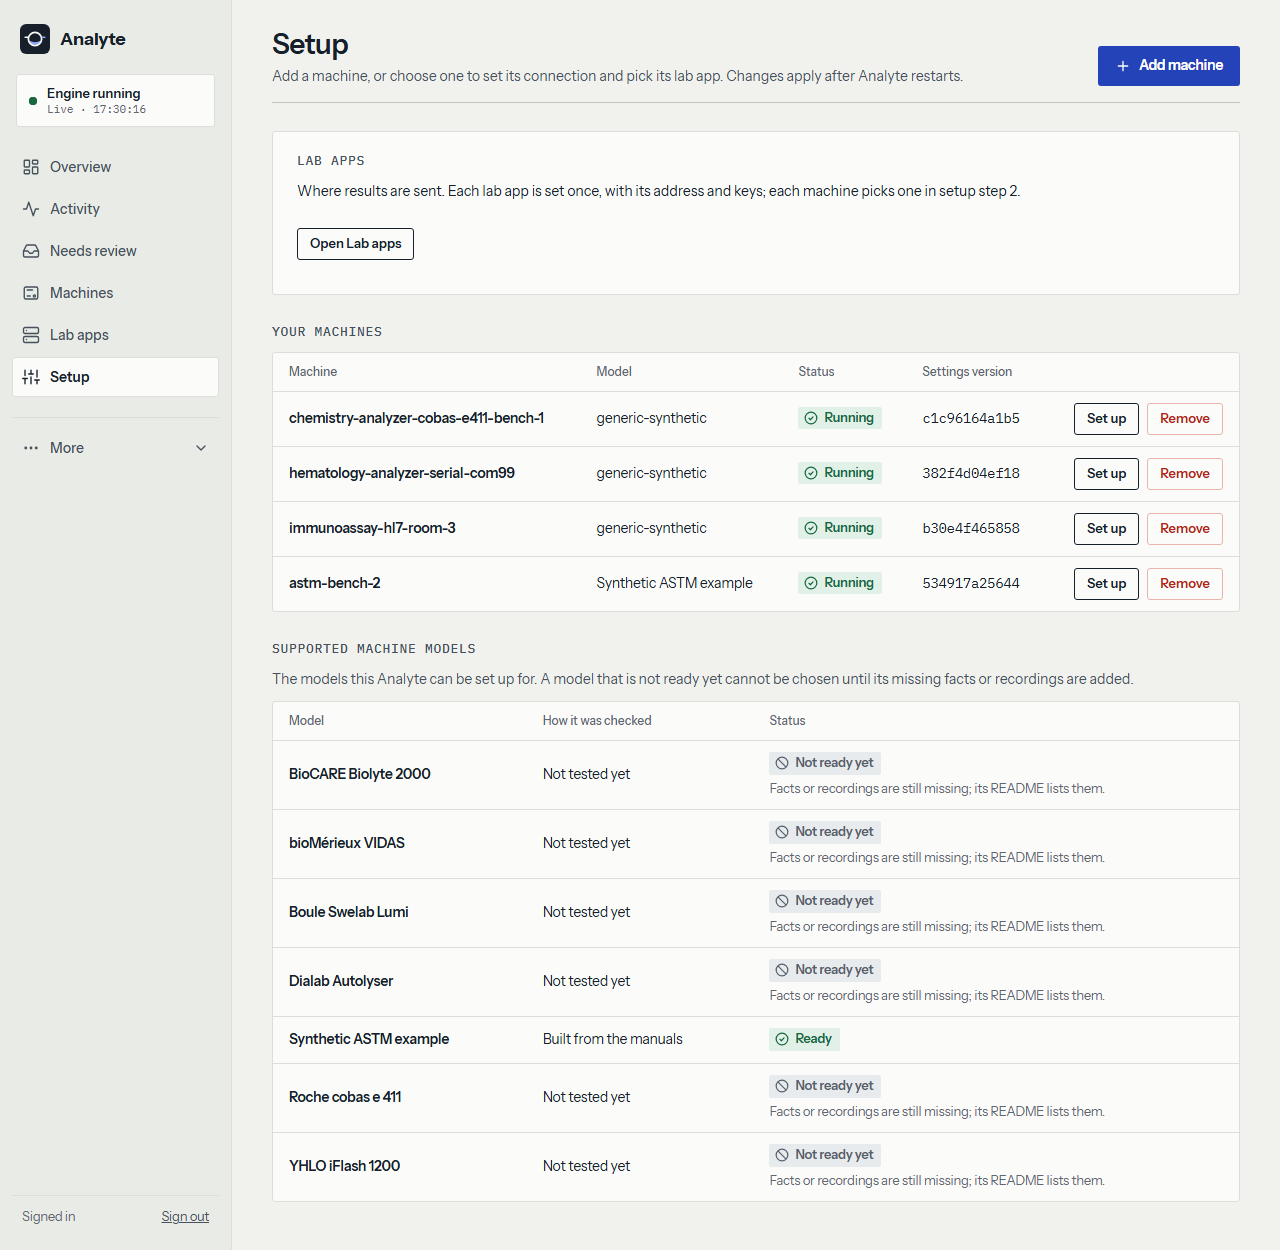 Analyte
Engine running
Live · 17:30:16
Overview
Activity
Needs review
Machines
Lab apps
Setup
More
Signed in
Sign out
Setup
Add a machine, or choose one to set its connection and pick its lab app. Changes apply after Analyte restarts.
Add machine
LAB APPS
Where results are sent. Each lab app is set once, with its address and keys; each machine picks one in setup step 2.
Open Lab apps
YOUR MACHINES
Machine Model Status Settings version
chemistry-analyzer-cobas-e411-bench-1 generic-synthetic Running c1c96164a1b5 Set up Remove
hematology-analyzer-serial-com99 generic-synthetic Running 382f4d04ef18 Set up Remove
immunoassay-hl7-room-3 generic-synthetic Running b30e4f465858 Set up Remove
astm-bench-2 Synthetic ASTM example Running 534917a25644 Set up Remove
SUPPORTED MACHINE MODELS
The models this Analyte can be set up for. A model that is not ready yet cannot be chosen until its missing facts or recordings are added.
Model How it was checked Status
BioCARE Biolyte 2000 Not tested yet Not ready yet
Facts or recordings are still missing; its README lists them.
bioMérieux VIDAS Not tested yet Not ready yet
Facts or recordings are still missing; its README lists them.
Boule Swelab Lumi Not tested yet Not ready yet
Facts or recordings are still missing; its README lists them.
Dialab Autolyser Not tested yet Not ready yet
Facts or recordings are still missing; its README lists them.
Synthetic ASTM example Built from the manuals Ready
Roche cobas e 411 Not tested yet Not ready yet
Facts or recordings are still missing; its README lists them.
YHLO iFlash 1200 Not tested yet Not ready yet
Facts or recordings are still missing; its README lists them.